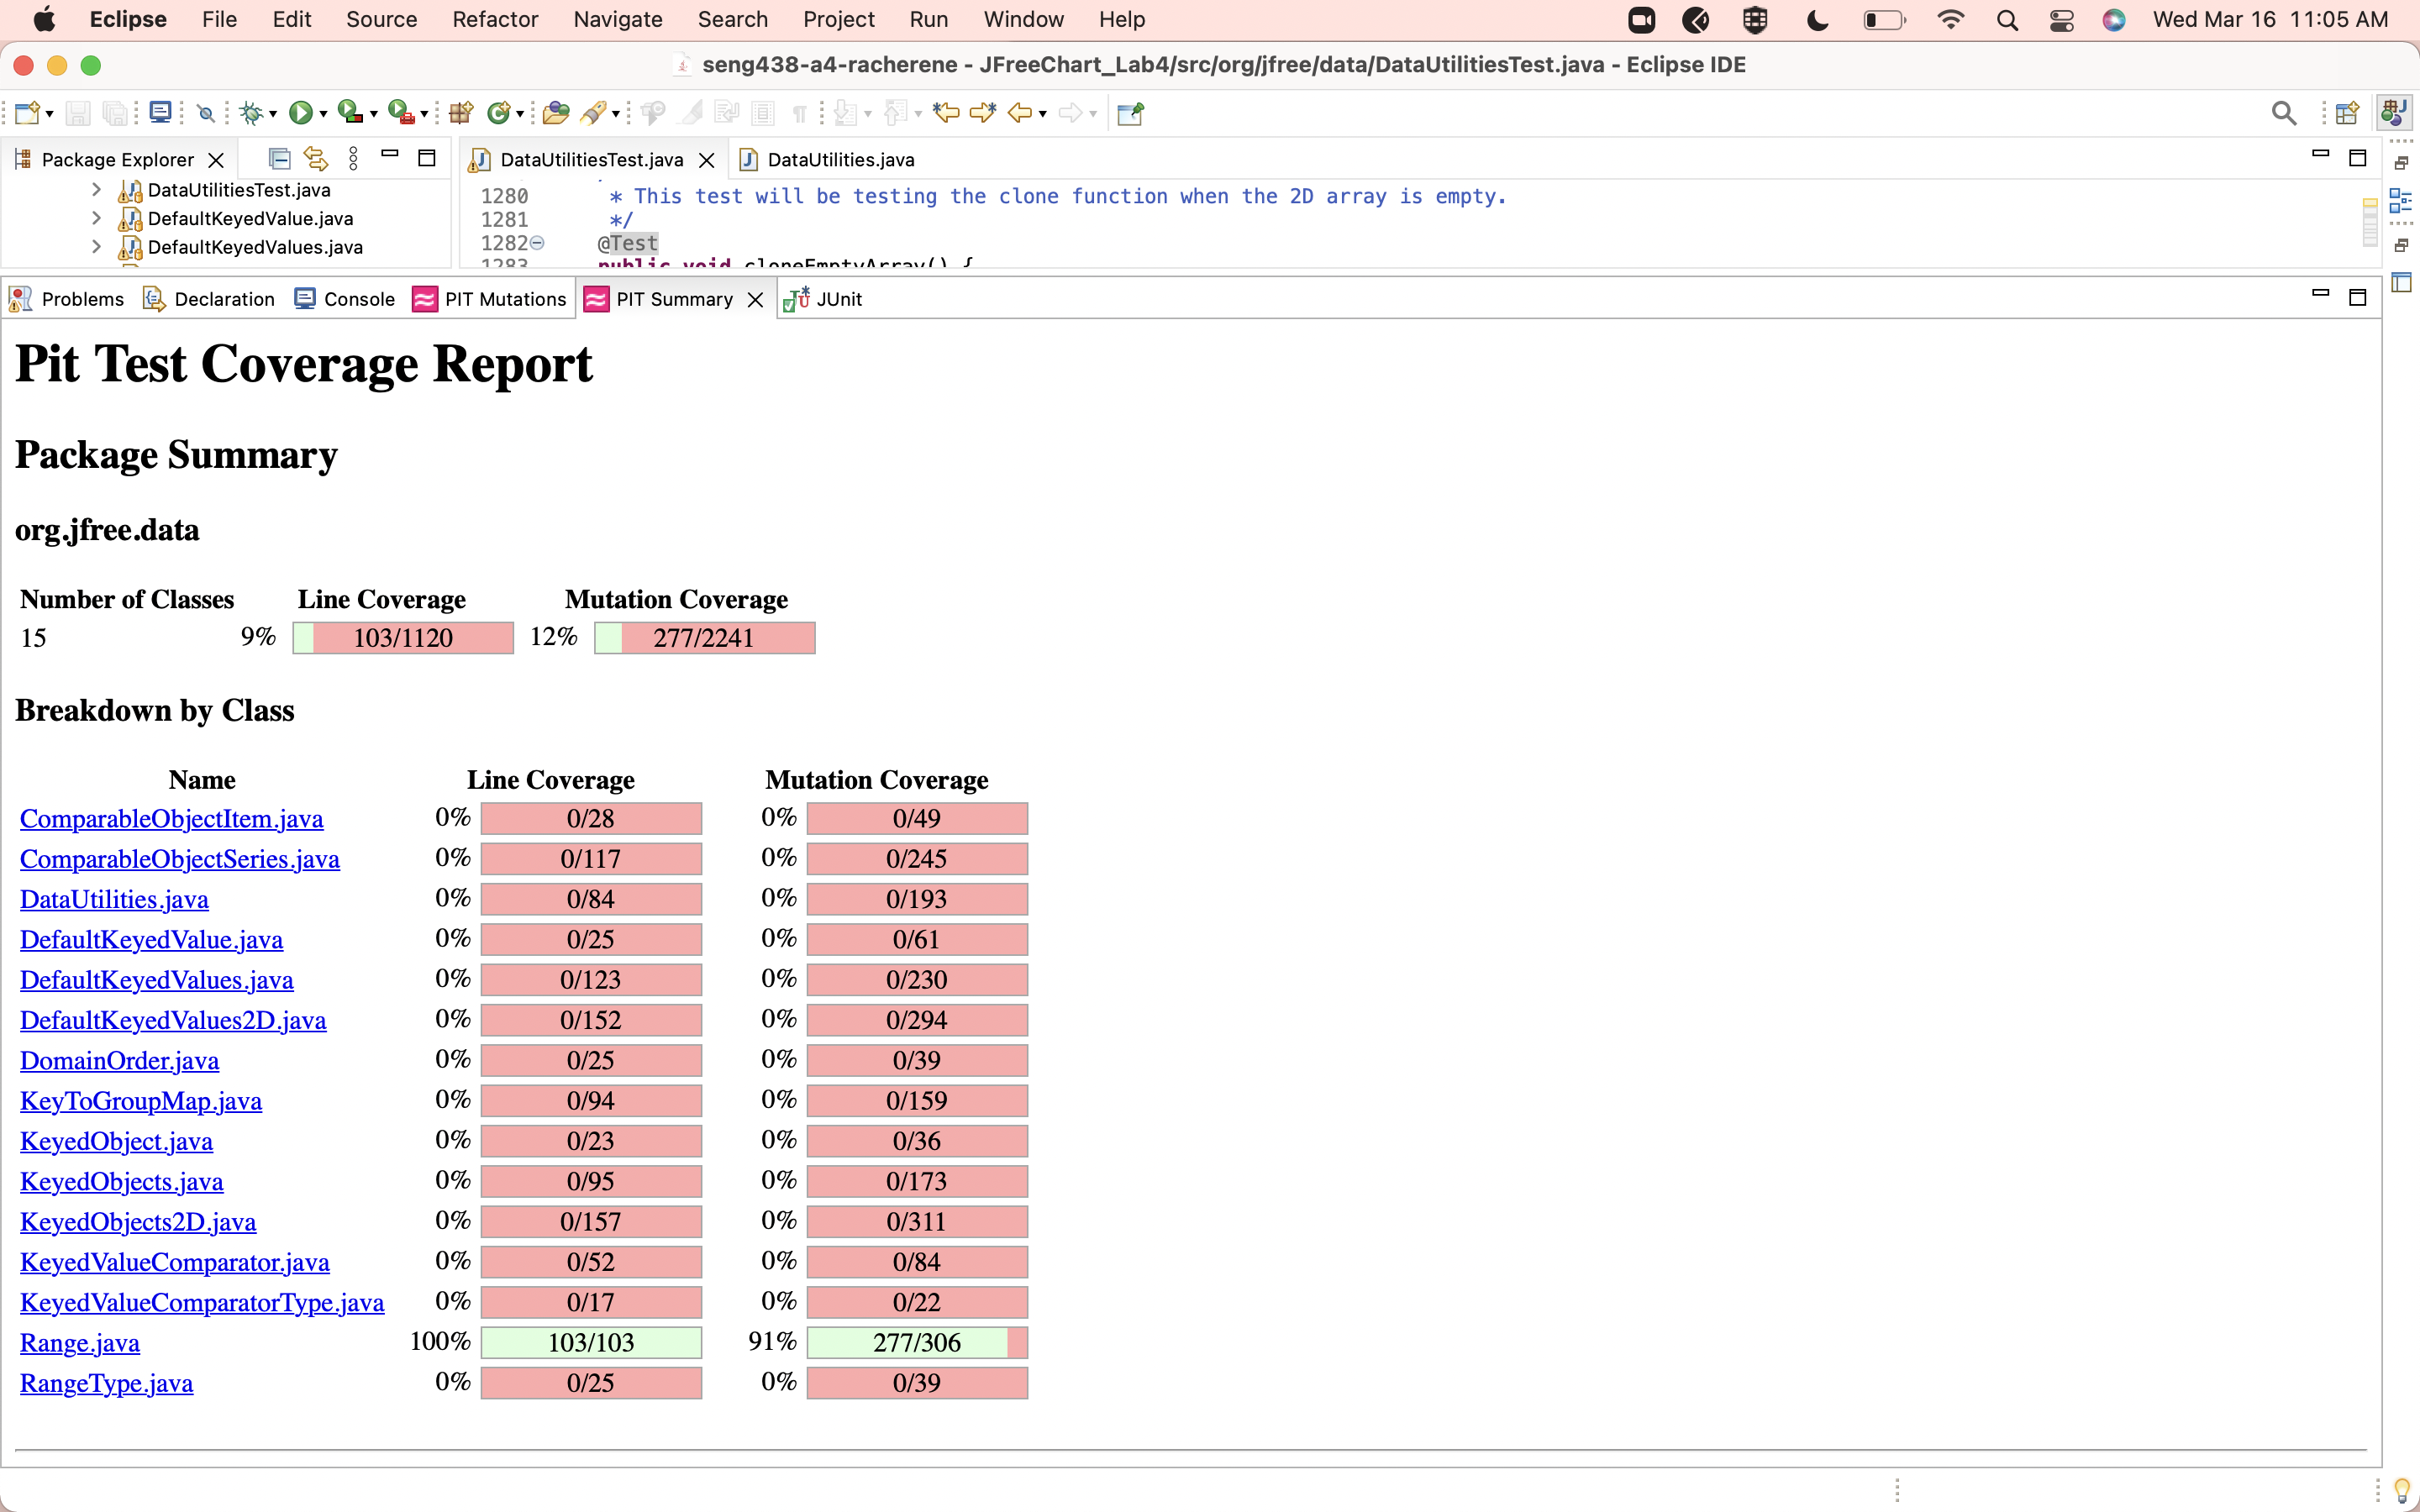 Eclipse File Edit Source Refactor Navigate Search Project Run Window Help Wed Mar 16 11:05 AM
seng438-a4-racherene - JFreeChart_Lab4/src/org/jfree/data/DataUtilitiesTest.java - Eclipse IDE
Package Explorer DataUtilitiesTest.java DataUtilities.java
DataUtilitiesTest.java
DefaultKeyedValue.java
DefaultKeyedValues.java
1280 * This test will be testing the clone function when the 2D array is empty.
1281 */
1282 @Test
1283 public void cloneEmptyArray() {
Problems Declaration Console PIT Mutations PIT Summary JUnit
Pit Test Coverage Report
Package Summary
org.jfree.data
Number of Classes Line Coverage Mutation Coverage
15 9% 103/1120 12% 277/2241
Breakdown by Class
Name Line Coverage Mutation Coverage
ComparableObjectItem.java 0% 0/28 0% 0/49
ComparableObjectSeries.java 0% 0/117 0% 0/245
DataUtilities.java 0% 0/84 0% 0/193
DefaultKeyedValue.java 0% 0/25 0% 0/61
DefaultKeyedValues.java 0% 0/123 0% 0/230
DefaultKeyedValues2D.java 0% 0/152 0% 0/294
DomainOrder.java 0% 0/25 0% 0/39
KeyToGroupMap.java 0% 0/94 0% 0/159
KeyedObject.java 0% 0/23 0% 0/36
KeyedObjects.java 0% 0/95 0% 0/173
KeyedObjects2D.java 0% 0/157 0% 0/311
KeyedValueComparator.java 0% 0/52 0% 0/84
KeyedValueComparatorType.java 0% 0/17 0% 0/22
Range.java 100% 103/103 91% 277/306
RangeType.java 0% 0/25 0% 0/39